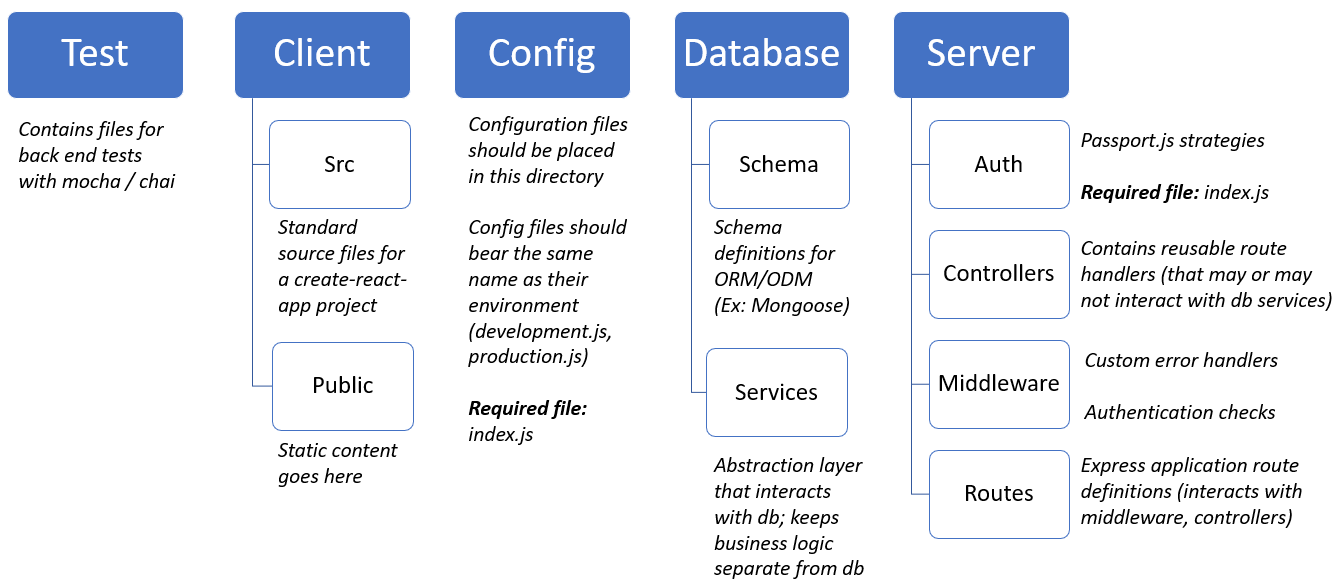 Test
Contains files for
back end tests
with mocha / chai
Client
Src
Standard
source files for
a create-react-
app project
Public
Static content
goes here
Config
Configuration files
should be placed
in this directory
Config files should
bear the same
name as their
environment
(development.js,
production.js)
Required file:
index.js
Database
Schema
Schema
definitions for
ORM/ODM
(Ex: Mongoose)
Services
Abstraction layer
that interacts
with db; keeps
business logic
separate from db
Server
Auth
Passport.js strategies
Required file: index.js
Controllers
Contains reusable route
handlers (that may or may
not interact with db services)
Middleware
Custom error handlers
Authentication checks
Routes
Express application route
definitions (interacts with
middleware, controllers)